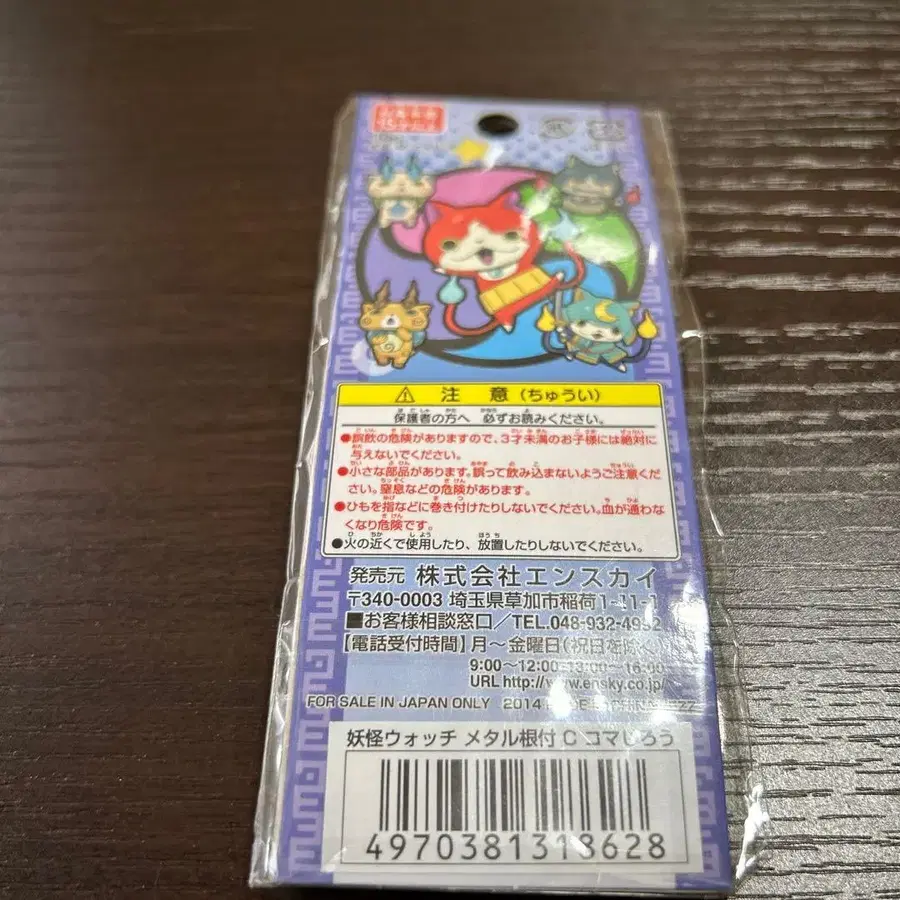 注 意(ちゅうい)
保護者の方へ 必ずお読みください。
●誤飲の危険がありますので、3才未満のお子様には絶対に
与えないでください。
●小さな部品があります。誤って飲み込まないようご注意くだ
さい。窒息などの危険があります。
●ひもを指などに巻き付けたりしないでください。血が通わな
くなり危険です。
●火の近くで使用したり、放置したりしないでください。
発売元 株式会社エンスカイ
〒340-0003 埼玉県草加市稲荷1-11-1
■お客様相談窓口/TEL.048-932-4992
【電話受付時間】月～金曜日(祝日を除く)
9:00～12:00・13:00～16:00
URL http://www.ensky.co.jp/
FOR SALE IN JAPAN ONLY 2014
妖怪ウォッチ メタル根付 C コマじろう
4970381318628